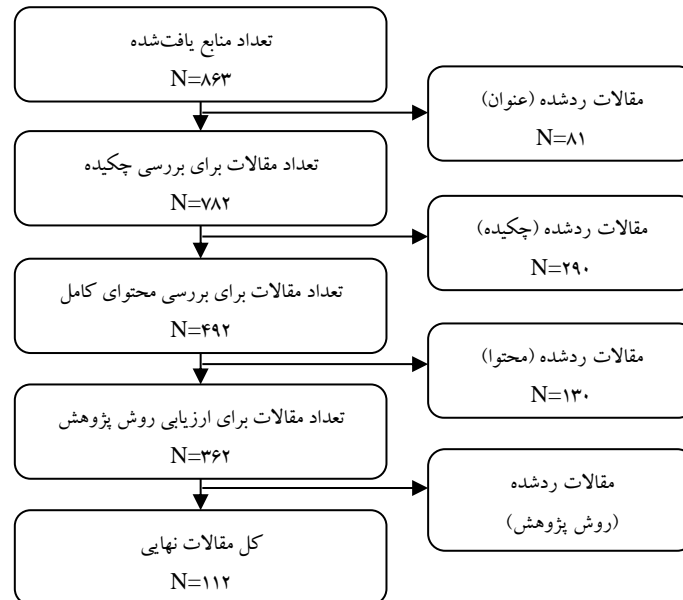 تعداد منابع یافت‌شده
N=۸۶۳
مقالات ردشده (عنوان)
N=۸۱
تعداد مقالات برای بررسی چکیده
N=۷۸۲
مقالات ردشده (چکیده)
N=۲۹۰
تعداد مقالات برای بررسی محتوای کامل
N=۴۹۲
مقالات ردشده (محتوا)
N=۱۳۰
تعداد مقالات برای ارزیابی روش پژوهش
N=۳۶۲
مقالات ردشده
(روش پژوهش)
کل مقالات نهایی
N=۱۱۲